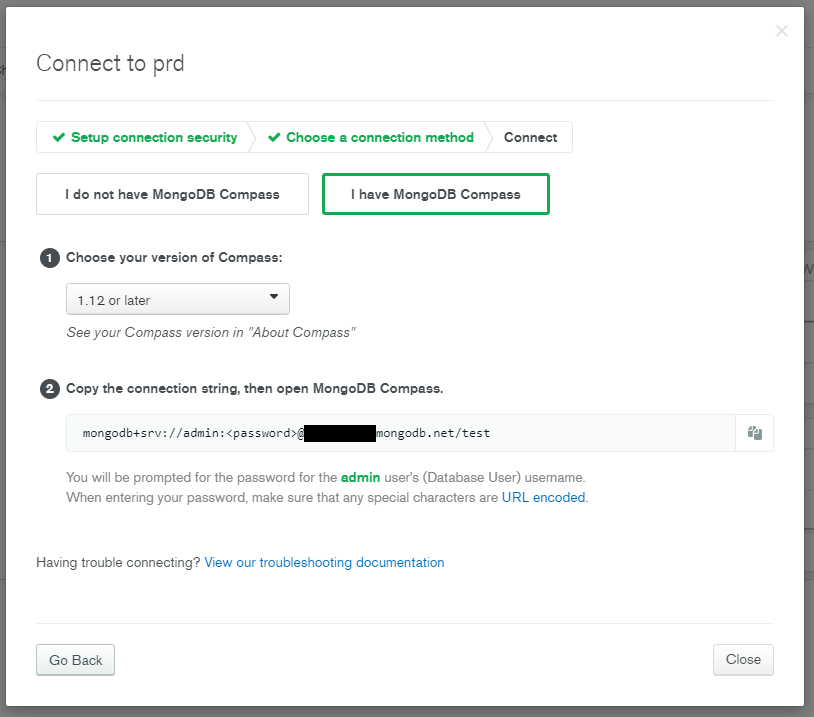 Connect to prd
Setup connection security
Choose a connection method
Connect
I do not have MongoDB Compass
I have MongoDB Compass
1 Choose your version of Compass:
1.12 or later
See your Compass version in "About Compass"
2 Copy the connection string, then open MongoDB Compass.
mongodb+srv://admin:<password>@ mongodb.net/test
You will be prompted for the password for the admin user's (Database User) username.
When entering your password, make sure that any special characters are URL encoded.
Having trouble connecting? View our troubleshooting documentation
Go Back
Close